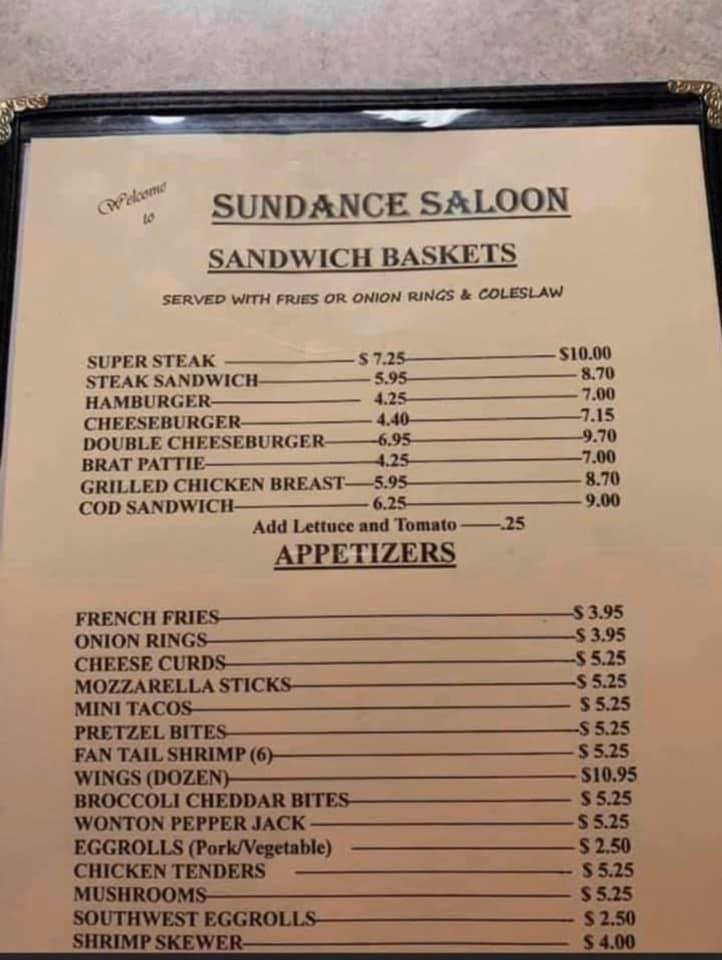 Welcome
to
SUNDANCE SALOON
SANDWICH BASKETS
SERVED WITH FRIES OR ONION RINGS & COLESLAW
SUPER STEAK $ 7.25 $10.00
STEAK SANDWICH 5.95 8.70
HAMBURGER 4.25 7.00
CHEESEBURGER 4.40 7.15
DOUBLE CHEESEBURGER 6.95 9.70
BRAT PATTIE 4.25 7.00
GRILLED CHICKEN BREAST 5.95 8.70
COD SANDWICH 6.25 9.00
Add Lettuce and Tomato .25
APPETIZERS
FRENCH FRIES $ 3.95
ONION RINGS $ 3.95
CHEESE CURDS $ 5.25
MOZZARELLA STICKS $ 5.25
MINI TACOS $ 5.25
PRETZEL BITES $ 5.25
FAN TAIL SHRIMP (6) $ 5.25
WINGS (DOZEN) $10.95
BROCCOLI CHEDDAR BITES $ 5.25
WONTON PEPPER JACK $ 5.25
EGGROLLS (Pork/Vegetable) $ 2.50
CHICKEN TENDERS $ 5.25
MUSHROOMS $ 5.25
SOUTHWEST EGGROLLS $ 2.50
SHRIMP SKEWER $ 4.00